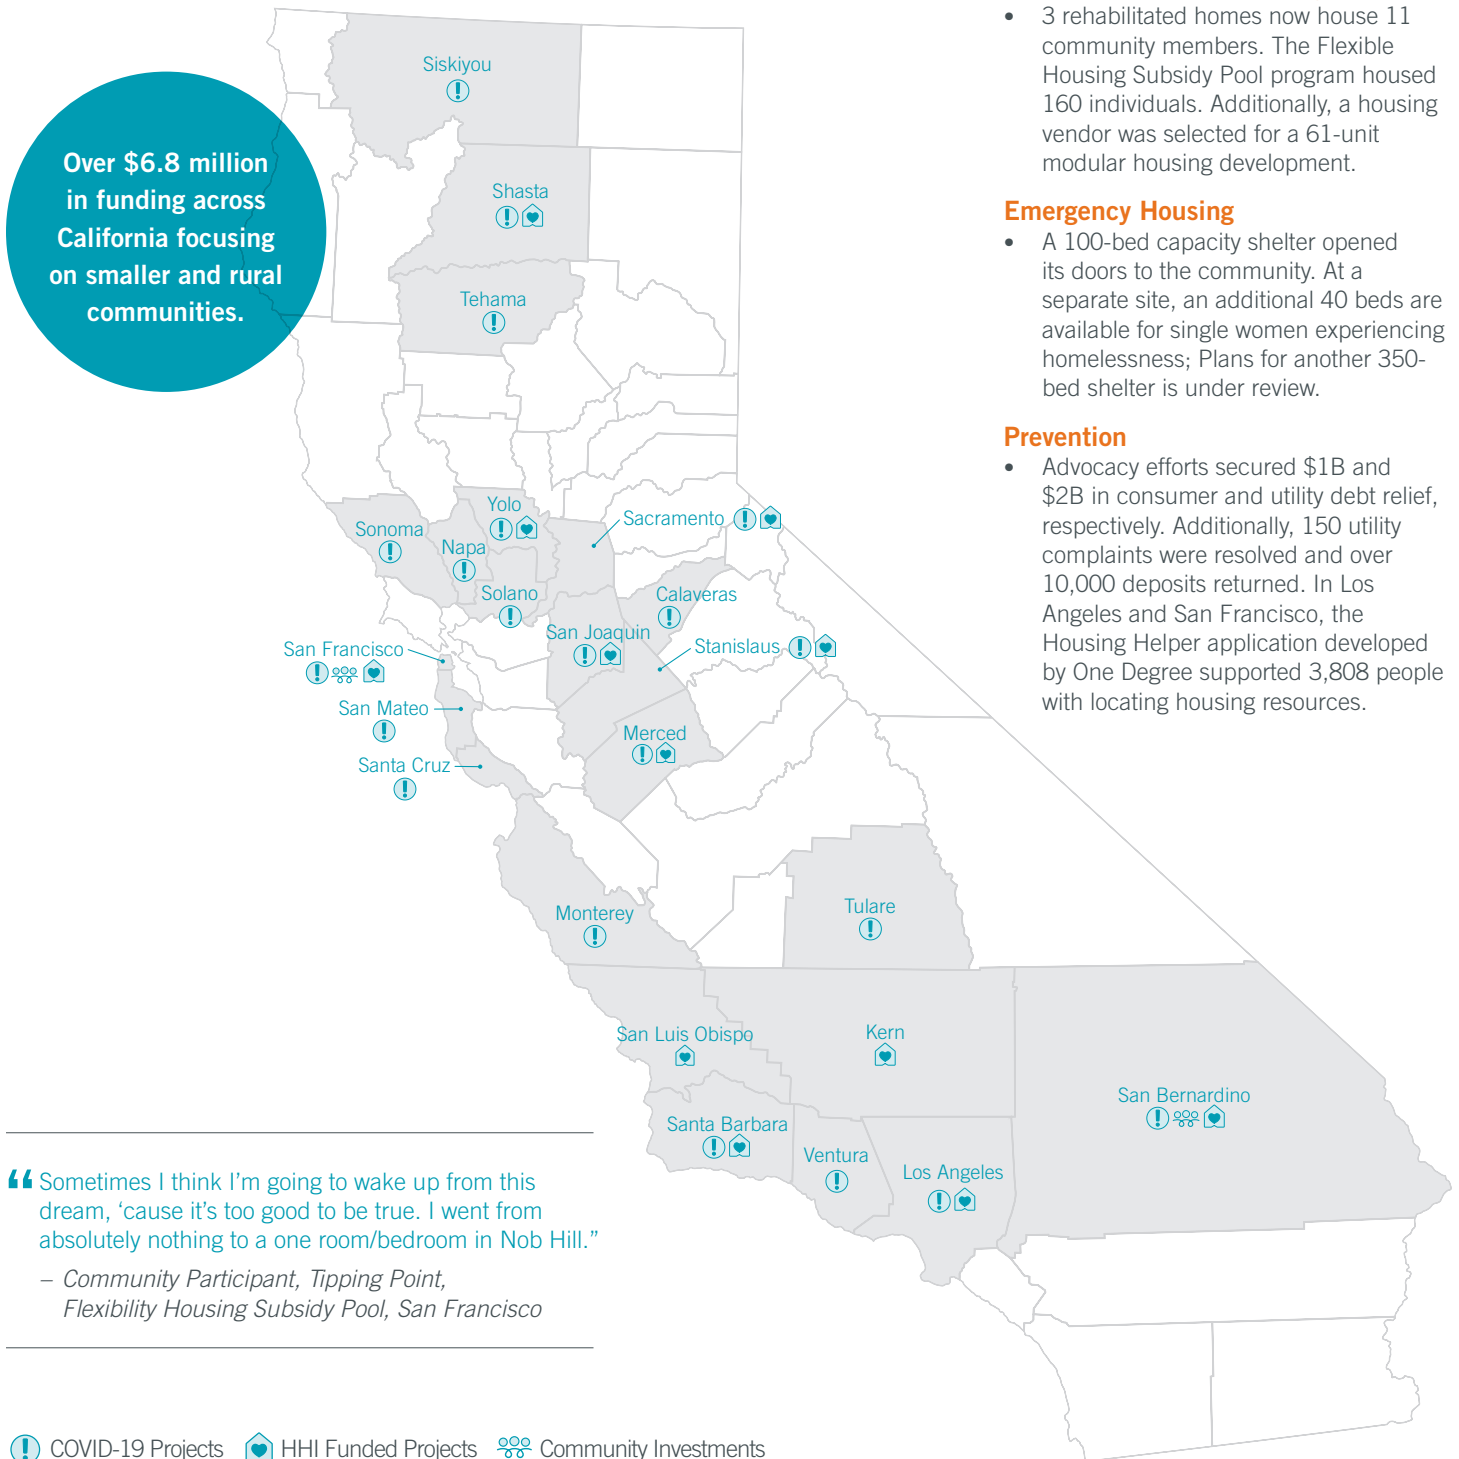 Over $6.8 million
in funding across
California focusing
on smaller and rural
communities.
Siskiyou
Shasta
Tehama
Yolo
Sacramento
Sonoma
Napa
Solano
Calaveras
San Joaquin
Stanislaus
San Francisco
San Mateo
Merced
Santa Cruz
Monterey
Tulare
San Luis Obispo
Kern
San Bernardino
Santa Barbara
Ventura
Los Angeles
• 3 rehabilitated homes now house 11
community members. The Flexible
Housing Subsidy Pool program housed
160 individuals. Additionally, a housing
vendor was selected for a 61-unit
modular housing development.
Emergency Housing
• A 100-bed capacity shelter opened
its doors to the community. At a
separate site, an additional 40 beds are
available for single women experiencing
homelessness; Plans for another 350-
bed shelter is under review.
Prevention
• Advocacy efforts secured $1B and
$2B in consumer and utility debt relief,
respectively. Additionally, 150 utility
complaints were resolved and over
10,000 deposits returned. In Los
Angeles and San Francisco, the
Housing Helper application developed
by One Degree supported 3,808 people
with locating housing resources.
“ Sometimes I think I’m going to wake up from this
dream, ‘cause it’s too good to be true. I went from
absolutely nothing to a one room/bedroom in Nob Hill.”
– Community Participant, Tipping Point,
Flexibility Housing Subsidy Pool, San Francisco
COVID-19 Projects HHI Funded Projects Community Investments